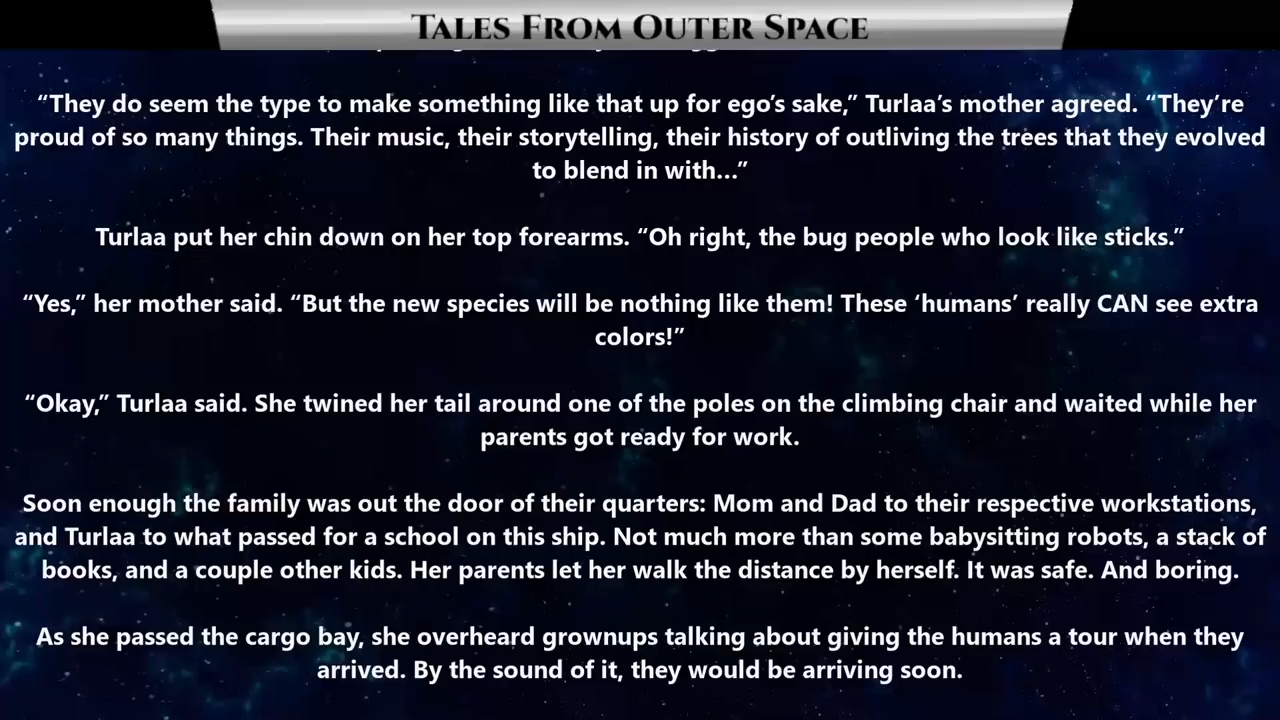 Tales From Outer Space
“They do seem the type to make something like that up for ego’s sake,” Turlaa’s mother agreed. “They’re
proud of so many things. Their music, their storytelling, their history of outliving the trees that they evolved
to blend in with...”
Turlaa put her chin down on her top forearms. “Oh right, the bug people who look like sticks.”
“Yes,” her mother said. “But the new species will be nothing like them! These ‘humans’ really CAN see extra
colors!”
“Okay,” Turlaa said. She twined her tail around one of the poles on the climbing chair and waited while her
parents got ready for work.
Soon enough the family was out the door of their quarters: Mom and Dad to their respective workstations,
and Turlaa to what passed for a school on this ship. Not much more than some babysitting robots, a stack of
books, and a couple other kids. Her parents let her walk the distance by herself. It was safe. And boring.
As she passed the cargo bay, she overheard grownups talking about giving the humans a tour when they
arrived. By the sound of it, they would be arriving soon.